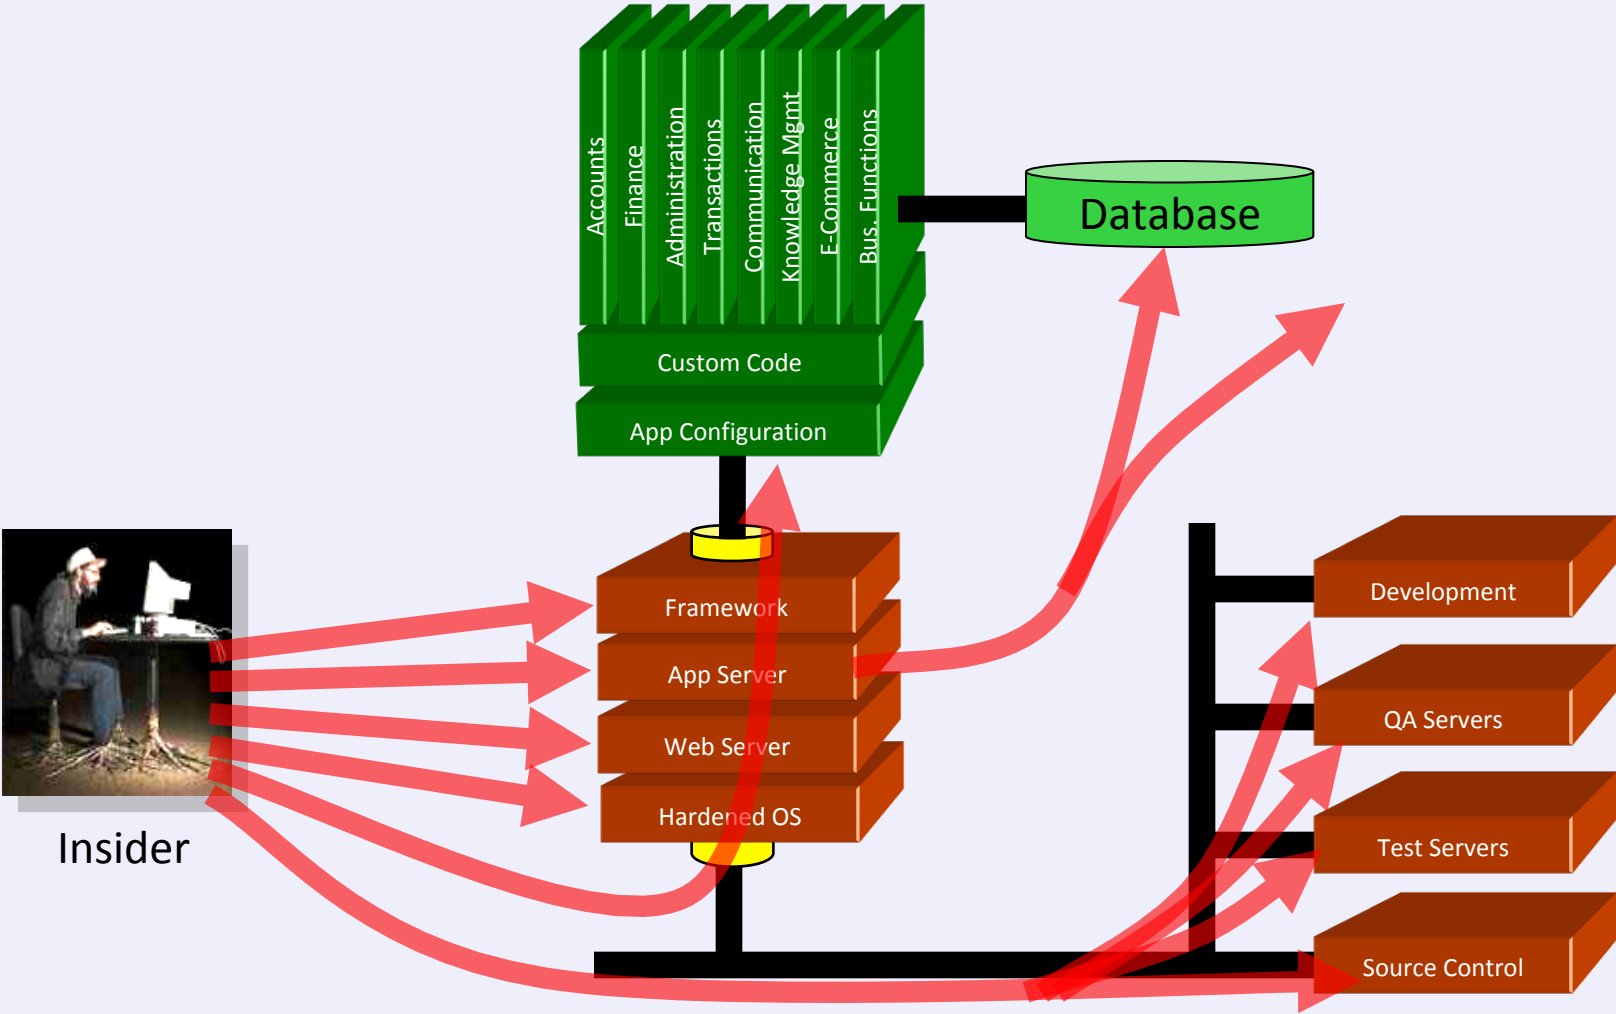 Accounts
Finance
Administration
Transactions
Communication
Knowledge Mgmt
E-Commerce
Bus. Functions
Database
Custom Code
App Configuration
Framework
App Server
Web Server
Hardened OS
Insider
Development
QA Servers
Test Servers
Source Control